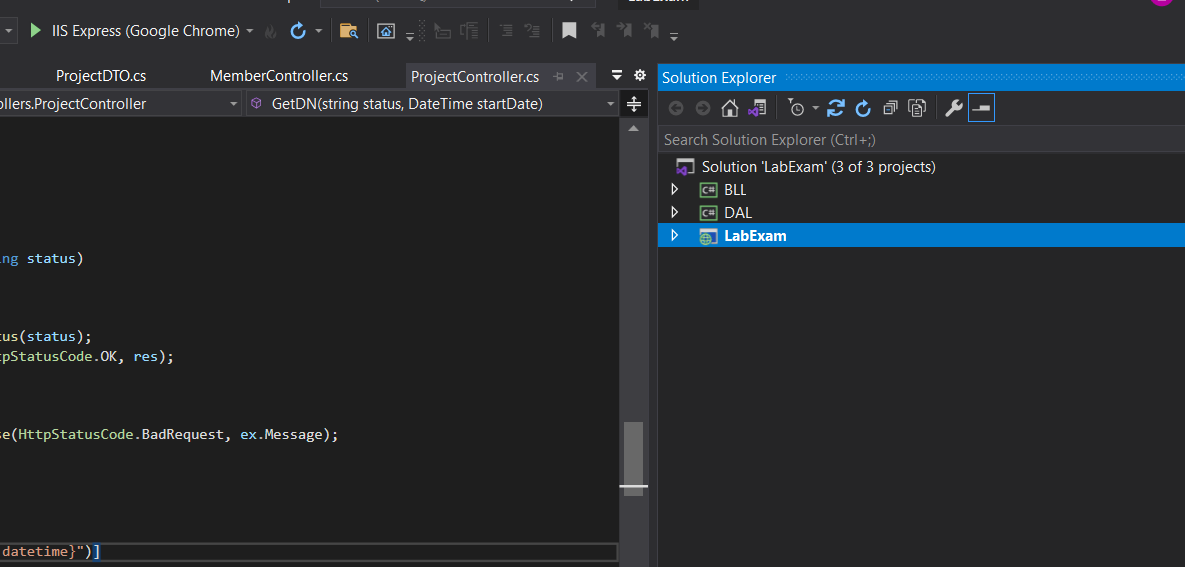 IIS Express (Google Chrome)
ProjectDTO.cs
MemberController.cs
ProjectController.cs
ollers.ProjectController
GetDN(string status, DateTime startDate)
ing status)
tus(status);
tpStatusCode.OK, res);
se(HttpStatusCode.BadRequest, ex.Message);
datetime}")]
Solution Explorer
Search Solution Explorer (Ctrl+;)
Solution 'LabExam' (3 of 3 projects)
C# BLL
C# DAL
LabExam